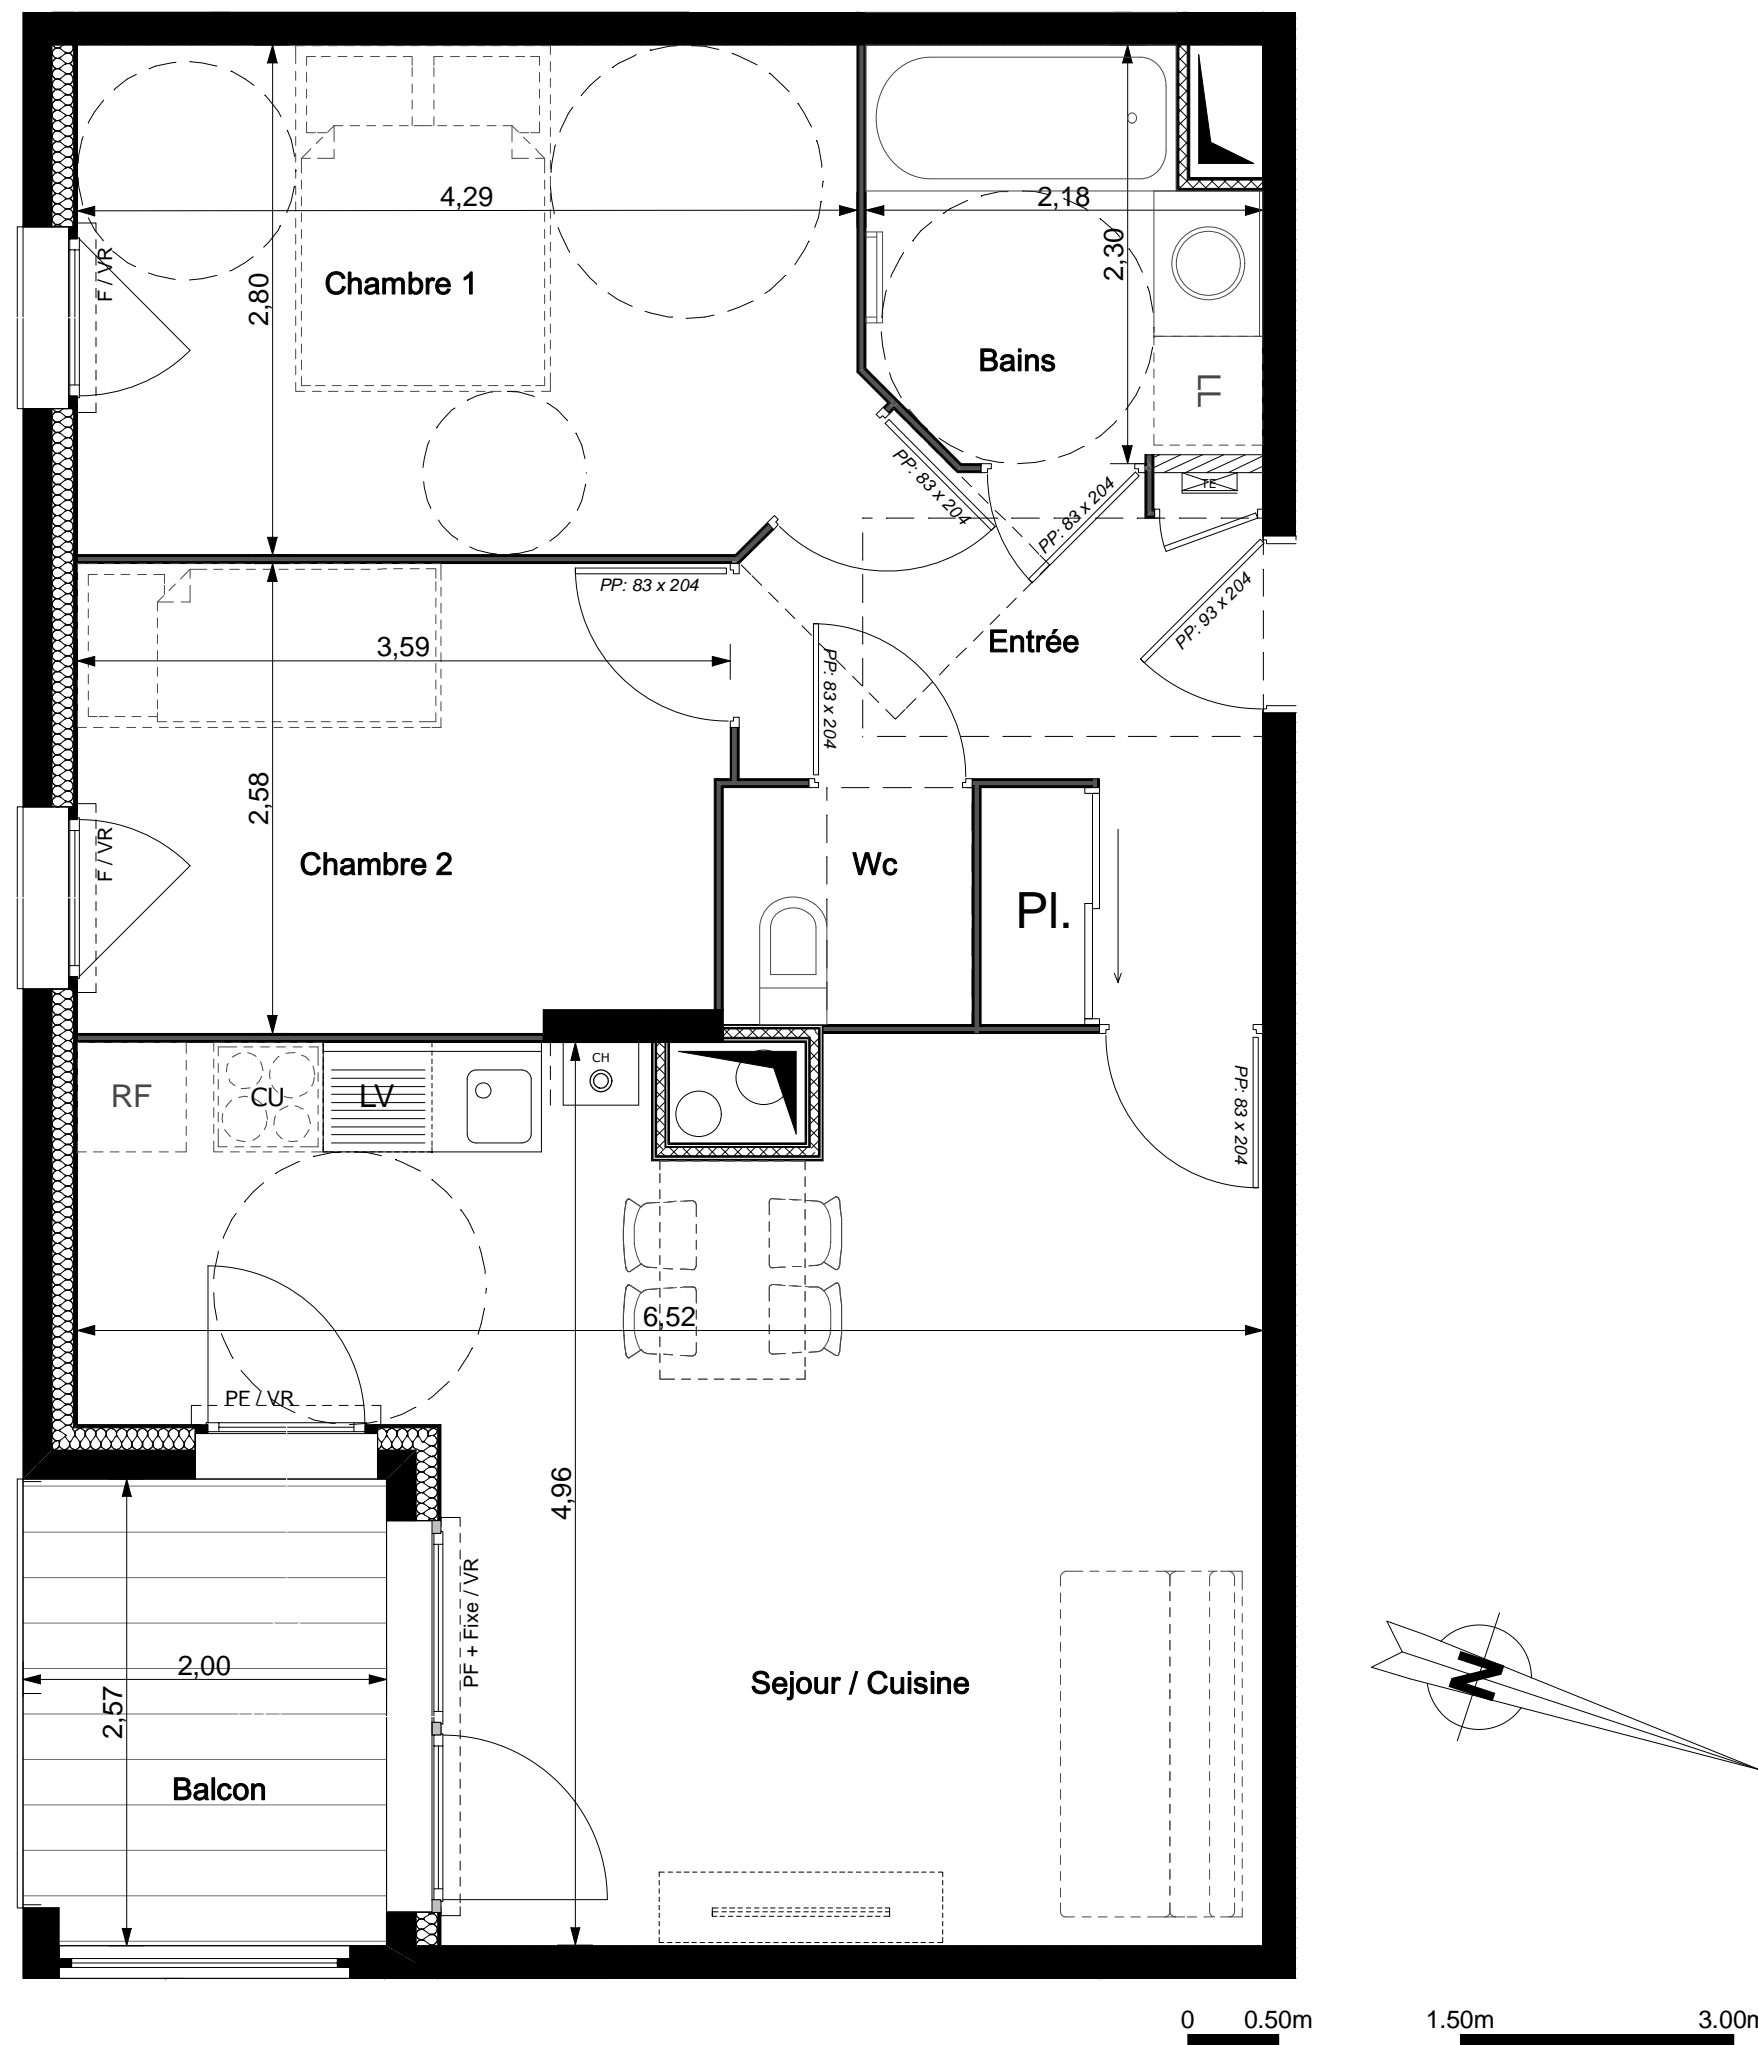 4,29
2,18
2,30
F / VR
2,80
Chambre 1
Bains
LL
PP: 83 x 204
PP: 83 x 204
TE
PP: 83 x 204
PP: 93 x 204
3,59
Entrée
PP: 83 x 204
2,58
F / VR
Chambre 2
Wc
Pl.
RF
CU
LV
CH
PP: 83 x 204
6,52
PE / VR
4,96
PF + Fixe / VR
2,00
2,57
Sejour / Cuisine
N
Balcon
0 0.50m 1.50m 3.00m